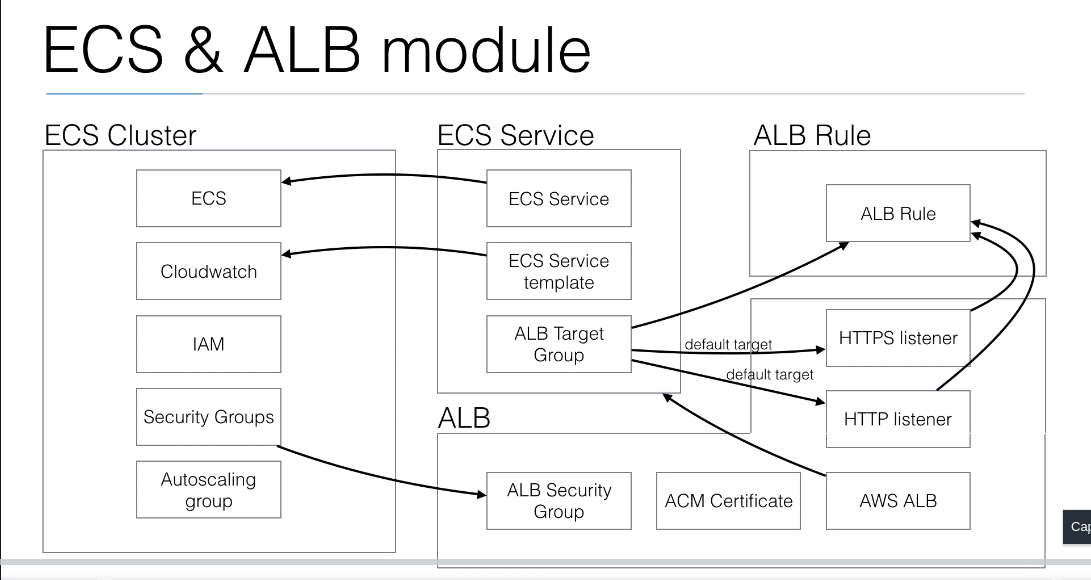 ECS & ALB module
ECS Cluster
ECS
Cloudwatch
IAM
Security Groups
Autoscaling
group
ECS Service
ECS Service
ECS Service
template
ALB Target
Group
ALB Rule
ALB Rule
default target
default target
HTTPS listener
HTTP listener
ALB
ALB Security
Group
ACM Certificate
AWS ALB
Cap